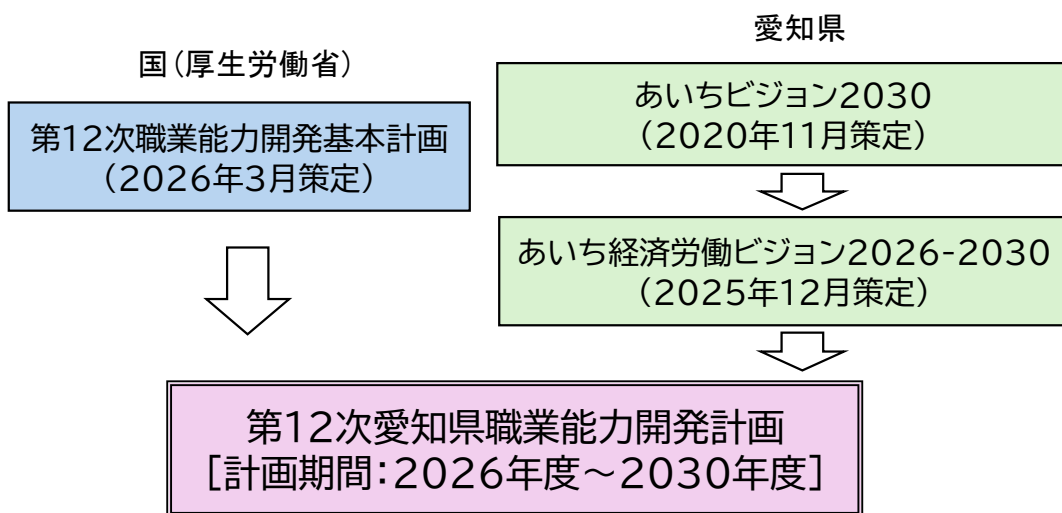 国（厚生労働省）
第12次職業能力開発基本計画
（2026年3月策定）
愛知県
あいちビジョン2030
（2020年11月策定）
あいち経済労働ビジョン2026-2030
（2025年12月策定）
第12次愛知県職業能力開発計画
［計画期間：2026年度～2030年度］